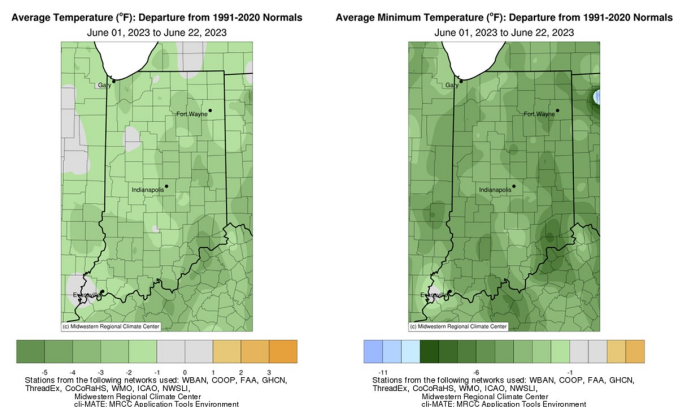 Average Temperature (°F): Departure from 1991-2020 Normals
June 01, 2023 to June 22, 2023
Gary
Fort Wayne
Indianapolis
(c) Midwestern Regional Climate Center
-5 -4 -3 -2 -1 0 1 2 3
Stations from the following networks used: WBAN, COOP, FAA, GHCN,
ThreadEx, CoCoRaHS, WMO, ICAO, NWSLI,
Midwestern Regional Climate Center
cli-MATE: MRCC Application Tools Environment
Average Minimum Temperature (°F): Departure from 1991-2020 Normals
June 01, 2023 to June 22, 2023
Gary
Fort Wayne
Indianapolis
(c) Midwestern Regional Climate Center
-11 -6 -1
Stations from the following networks used: WBAN, COOP, FAA, GHCN,
ThreadEx, CoCoRaHS, WMO, ICAO, NWSLI,
Midwestern Regional Climate Center
cli-MATE: MRCC Application Tools Environment